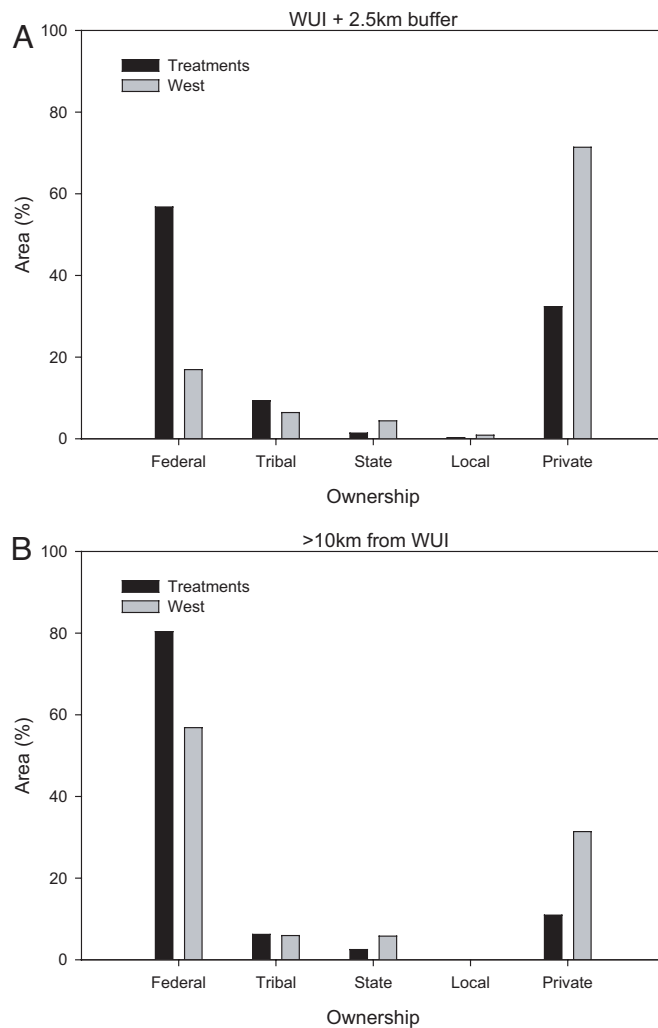 A
WUI + 2.5km buffer
100
80
60
40
20
0
Area (%)
Treatments
West
Federal Tribal State Local Private
Ownership
B
>10km from WUI
100
80
60
40
20
0
Area (%)
Treatments
West
Federal Tribal State Local Private
Ownership